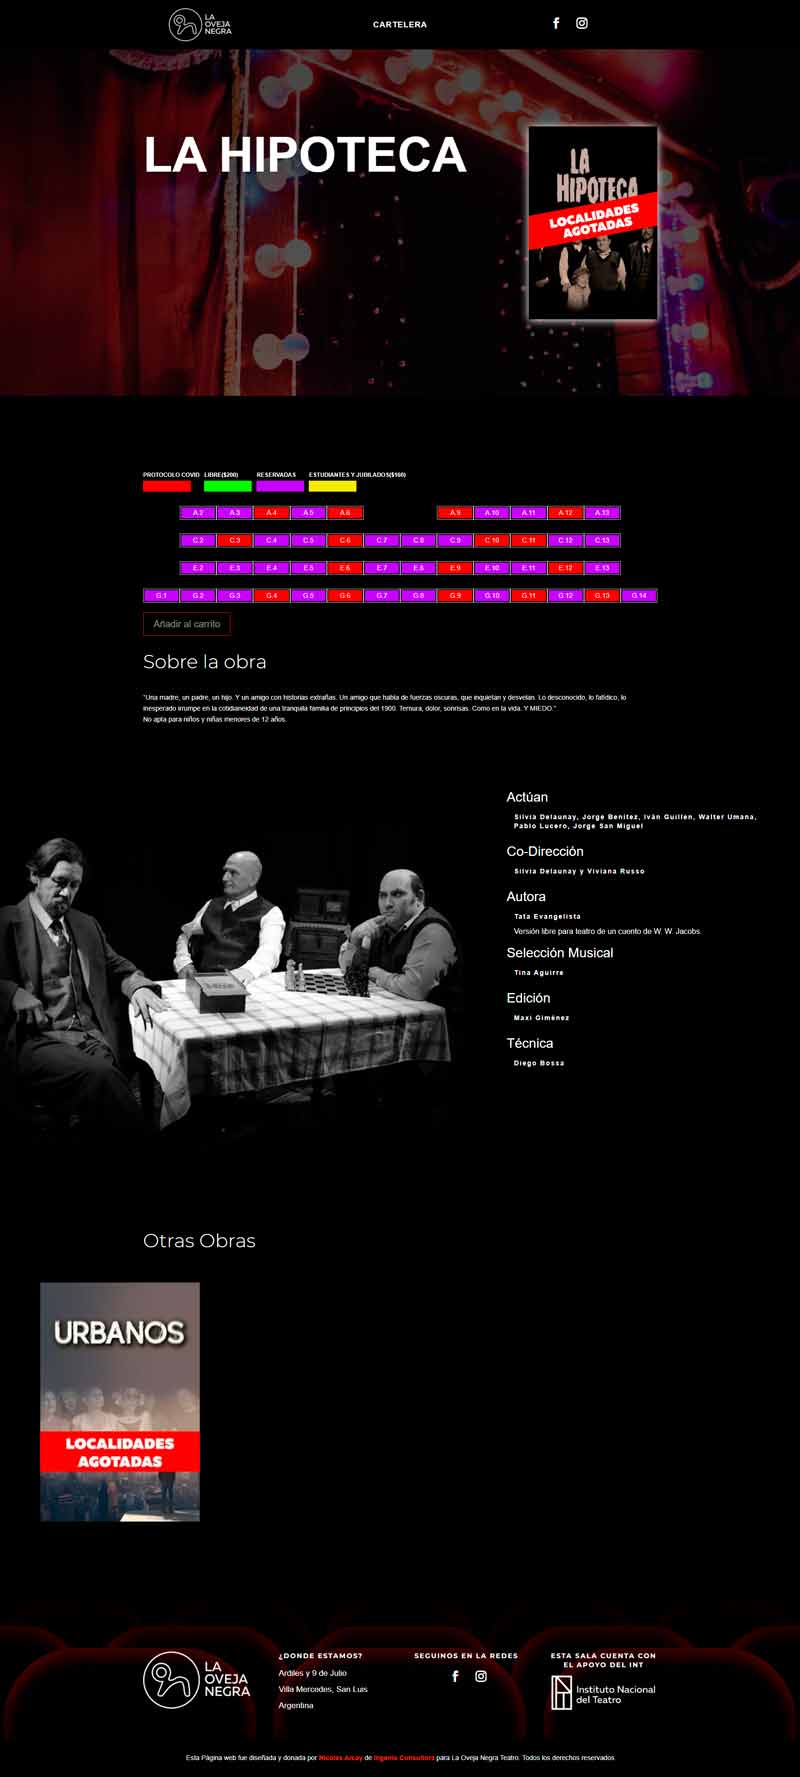 LA
OVEJA
NEGRA
CARTELERA
LA HIPOTECA
LA
HIPOTECA
LOCALIDADES
AGOTADAS
PROTOCOLO COVID LIBRE($200) RESERVADAS ESTUDIANTES Y JUBILADOS($160)
A.2 A.3 A.4 A.5 A.6 A.9 A.10 A.11 A.12 A.13
C.2 C.3 C.4 C.5 C.6 C.7 C.8 C.9 C.10 C.11 C.12 C.13
E.2 E.3 E.4 E.5 E.6 E.7 E.8 E.9 E.10 E.11 E.12 E.13
G.1 G.2 G.3 G.4 G.5 G.6 G.7 G.8 G.9 G.10 G.11 G.12 G.13 G.14
Añadir al carrito
Sobre la obra
"Una madre, un padre, un hijo. Y un amigo con historias extrañas. Un amigo que habla de fuerzas oscuras, que inquietan y desvelan. Lo desconocido, lo fatídico, lo
inesperado irrumpe en la cotidianeidad de una tranquila familia de principios del 1900. Ternura, dolor, sonrisas. Como en la vida. Y MIEDO."
No apta para niños y niñas menores de 12 años.
Actúan
Silvia Delaunay, Jorge Benitez, Iván Guillen, Walter Umana,
Pablo Lucero, Jorge San Miguel
Co-Dirección
Silvia Delaunay y Viviana Russo
Autora
Tata Evangelista
Versión libre para teatro de un cuento de W. W. Jacobs.
Selección Musical
Tina Aguirre
Edición
Maxi Giménez
Técnica
Diego Bossa
Otras Obras
URBANOS
LOCALIDADES
AGOTADAS
LA
OVEJA
NEGRA
¿DONDE ESTAMOS?
Ardiles y 9 de Julio
Villa Mercedes, San Luis
Argentina
SEGUINOS EN LA REDES
ESTA SALA CUENTA CON
EL APOYO DEL INT
Instituto Nacional
del Teatro
Esta Página web fue diseñada y donada por Nicolás Arcay de Ingenia Consultora para La Oveja Negra Teatro. Todos los derechos reservados